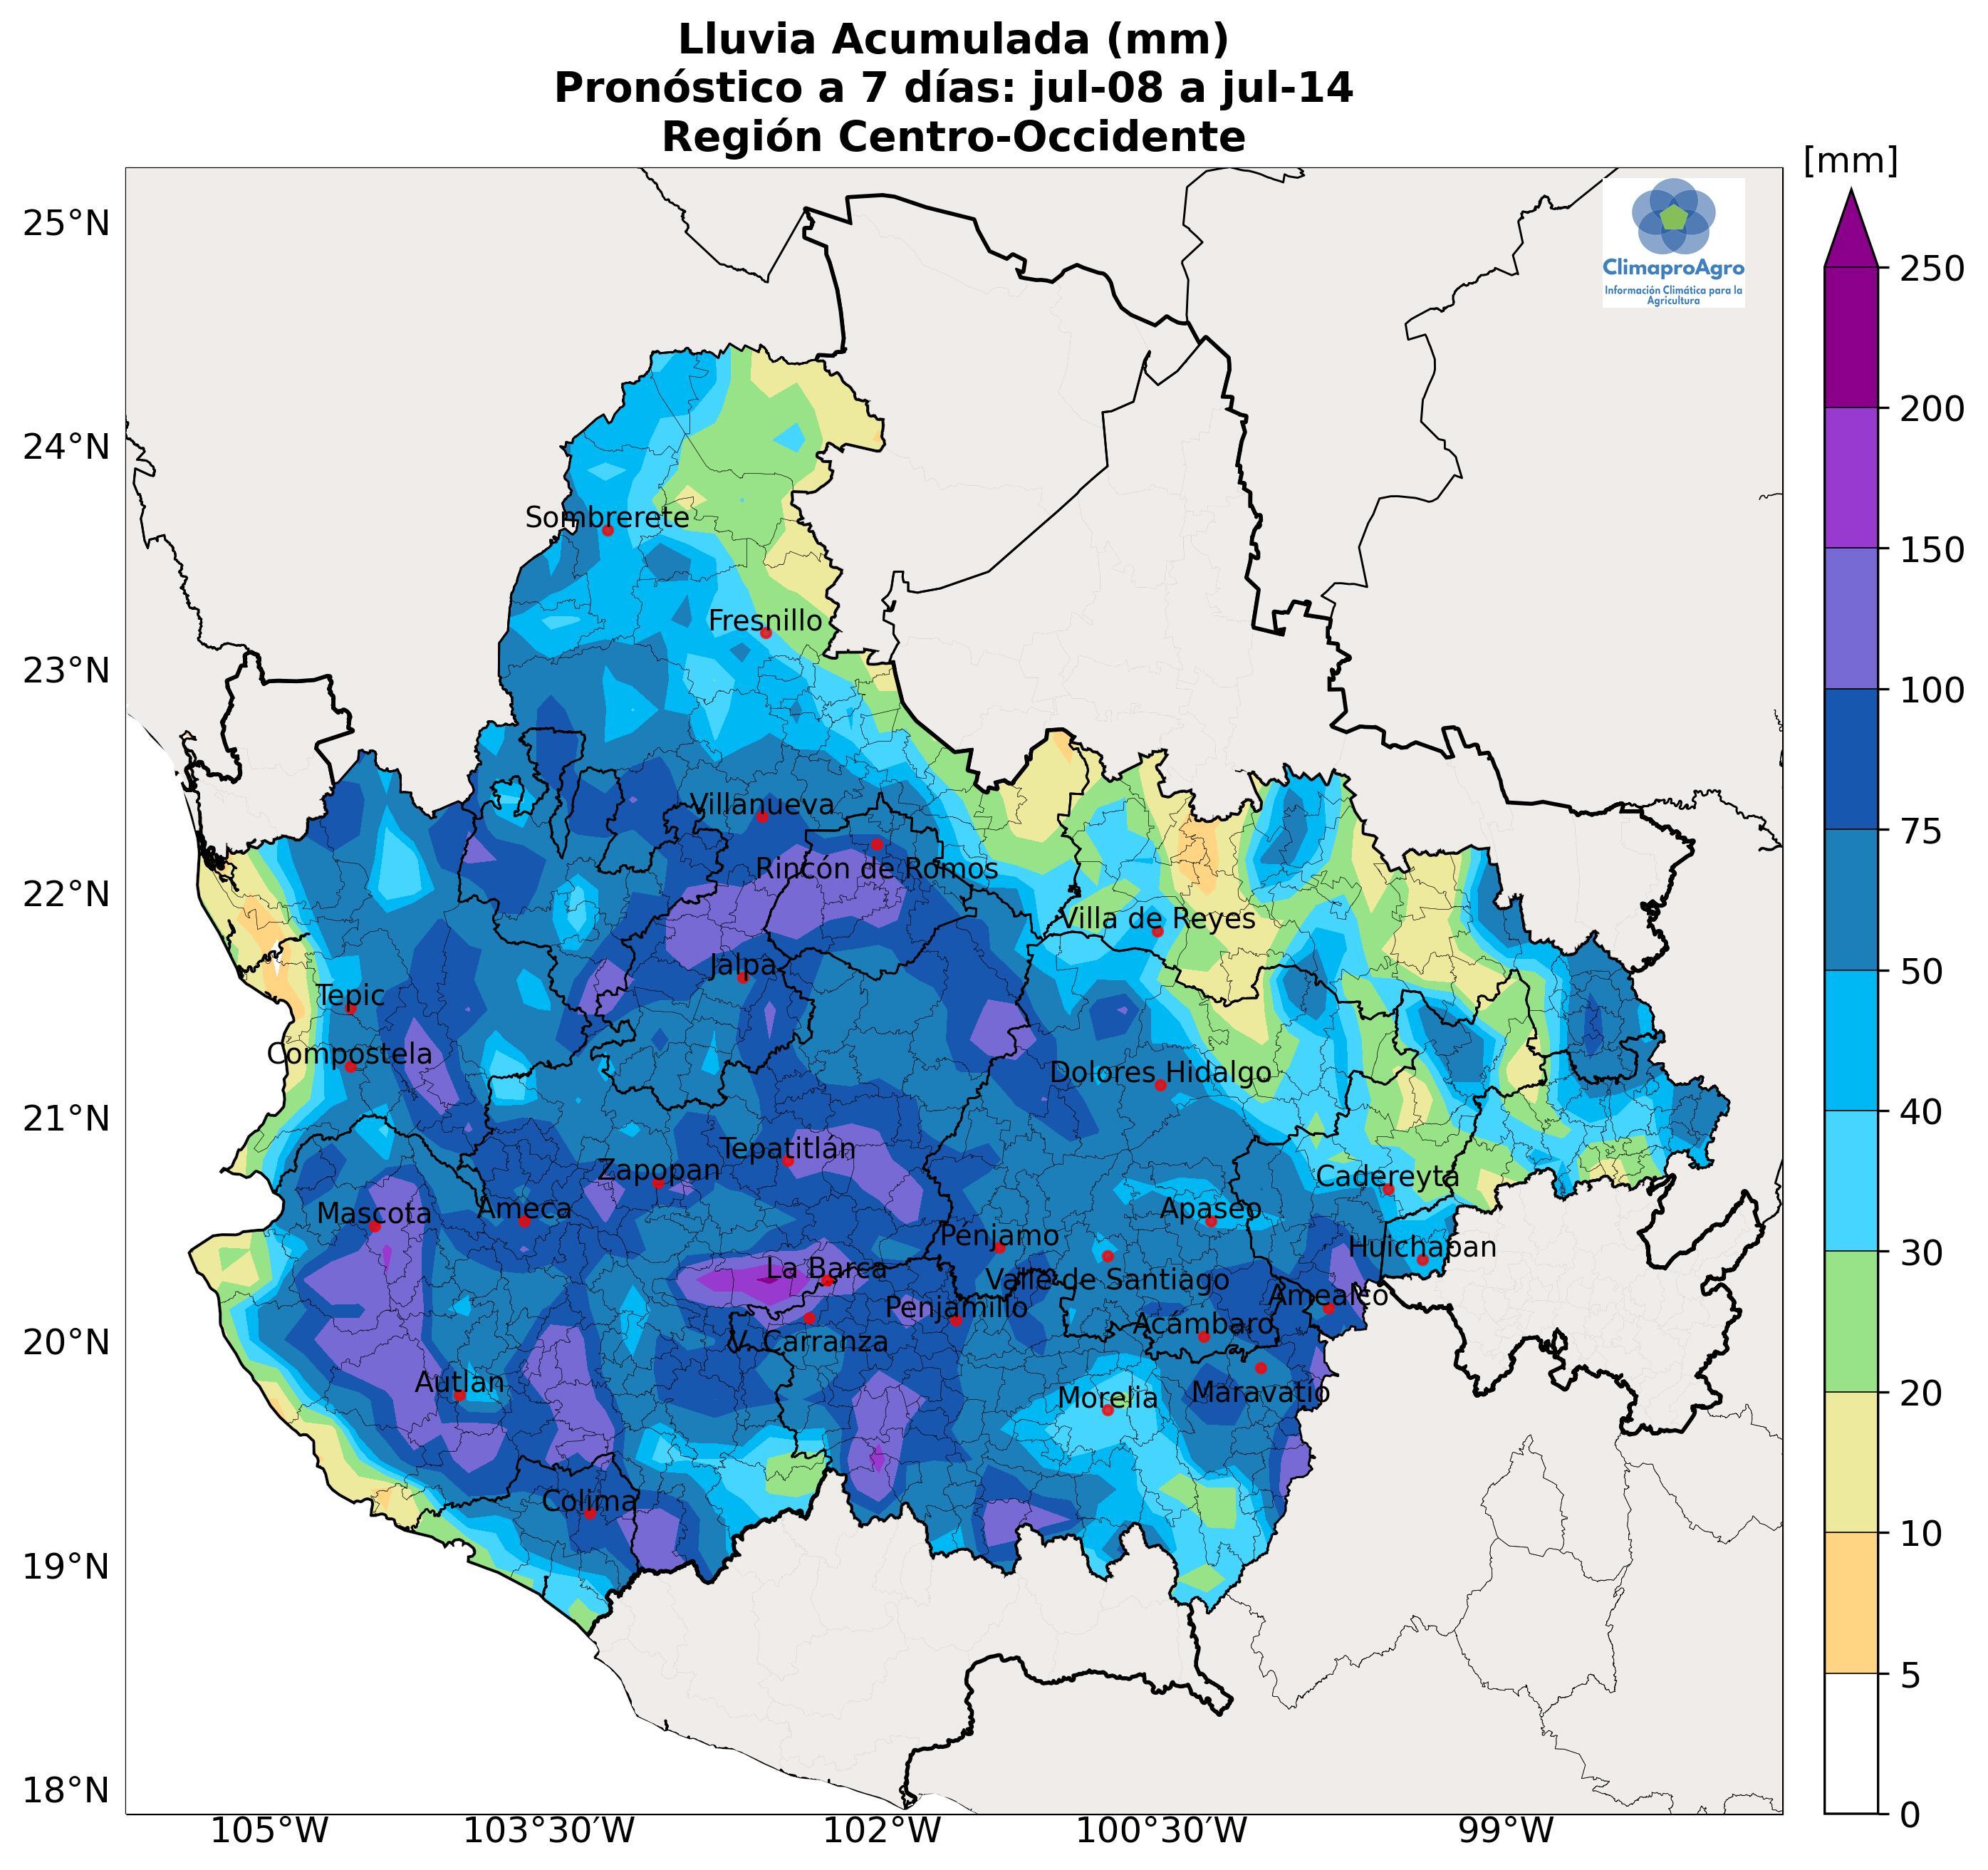 Lluvia Acumulada (mm)
Pronóstico a 7 días: jul-08 a jul-14
Región Centro-Occidente
[mm]
ClimaproAgro
Información Climática para la
Agricultura
25°N
24°N
23°N
22°N
21°N
20°N
19°N
18°N
105°W
103°30'W
102°W
100°30'W
99°W
250
200
150
100
75
50
40
30
20
10
5
0
Sombrerete
Fresnillo
Villanueva
Rincón de Romos
Villa de Reyes
Jalpa
Tepic
Compostela
Dolores Hidalgo
Tepatitlán
Zapopan
Cadereyta
Mascota
Ameca
Apaseo
Pénjamo
Huichapan
La Barca
Valle de Santiago
Amealco
Penjamillo
Acámbaro
V. Carranza
Autlan
Morelia
Maravatío
Colima